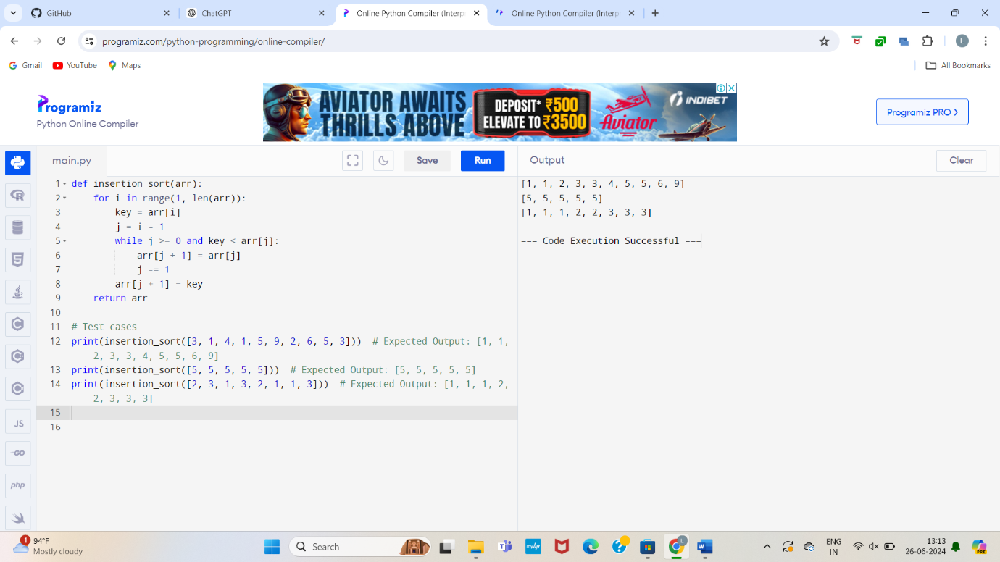 GitHub
ChatGPT
Online Python Compiler (Interp
Online Python Compiler (Interp
programiz.com/python-programming/online-compiler/
L
Gmail
YouTube
Maps
All Bookmarks
Programiz
Python Online Compiler
AVIATOR AWAITS
THRILLS ABOVE
DEPOSIT* ₹500
ELEVATE TO ₹3500
Aviator
INDIBET
Programiz PRO
main.py
Save
Run
Output
Clear
1 def insertion_sort(arr):
2 for i in range(1, len(arr)):
3 key = arr[i]
4 j = i - 1
5 while j >= 0 and key < arr[j]:
6 arr[j + 1] = arr[j]
7 j -= 1
8 arr[j + 1] = key
9 return arr
10
11 # Test cases
12 print(insertion_sort([3, 1, 4, 1, 5, 9, 2, 6, 5, 3])) # Expected Output: [1, 1,
2, 3, 3, 4, 5, 5, 6, 9]
13 print(insertion_sort([5, 5, 5, 5, 5])) # Expected Output: [5, 5, 5, 5, 5]
14 print(insertion_sort([2, 3, 1, 3, 2, 1, 1, 3])) # Expected Output: [1, 1, 1, 2,
2, 3, 3, 3]
15
16
[1, 1, 2, 3, 3, 4, 5, 5, 6, 9]
[5, 5, 5, 5, 5]
[1, 1, 1, 2, 2, 3, 3, 3]
=== Code Execution Successful ===
JS
GO
php
1
94°F
Mostly cloudy
Search
myhp
L
ENG
IN
13:13
26-06-2024
PRE